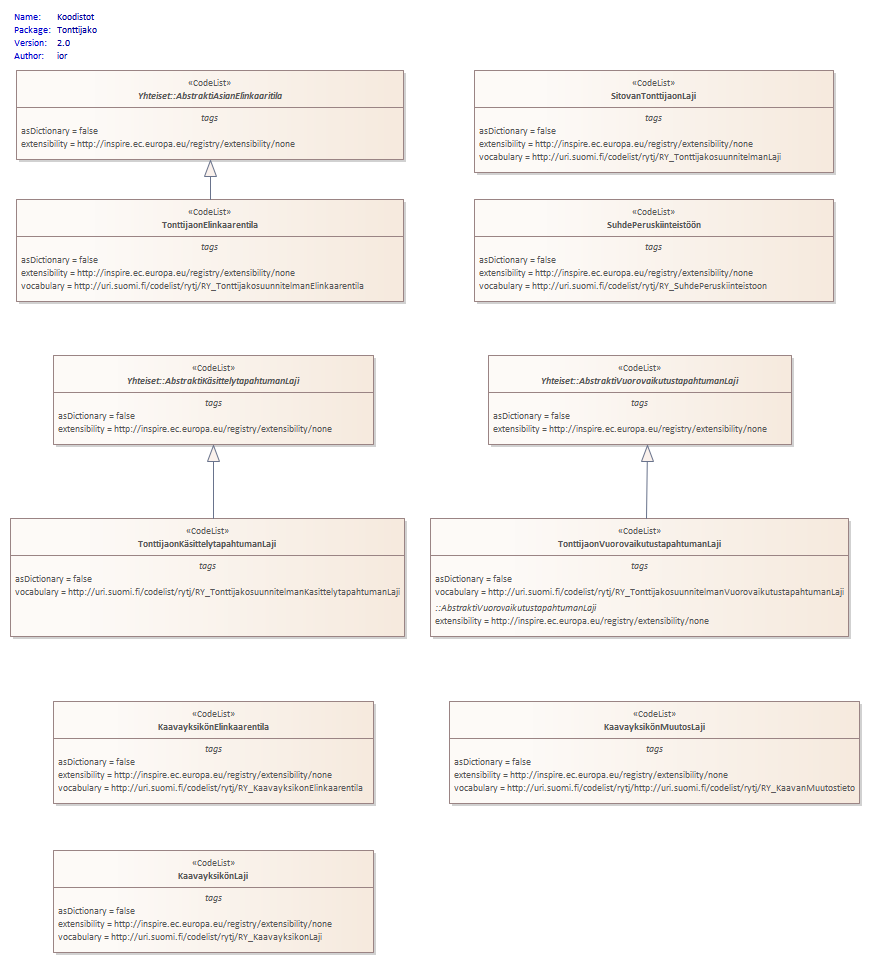 Name: Koodistot
Package: Tonttijako
Version: 2.0
Author: ior
«CodeList»
Yhteiset::AbstraktiAsianElinkaaritila
tags
asDictionary = false
extensibility = http://inspire.ec.europa.eu/registry/extensibility/none
«CodeList»
SitovanTonttijaonLaji
tags
asDictionary = false
extensibility = http://inspire.ec.europa.eu/registry/extensibility/none
vocabulary = http://uri.suomi.fi/codelist/rytj/RY_TonttijakosuunnitelmanLaji
«CodeList»
TonttijaonElinkaarentila
tags
asDictionary = false
extensibility = http://inspire.ec.europa.eu/registry/extensibility/none
vocabulary = http://uri.suomi.fi/codelist/rytj/RY_TonttijakosuunnitelmanElinkaarentila
«CodeList»
SuhdePeruskiinteistöön
tags
asDictionary = false
extensibility = http://inspire.ec.europa.eu/registry/extensibility/none
vocabulary = http://uri.suomi.fi/codelist/rytj/RY_SuhdePeruskiinteistoon
«CodeList»
Yhteiset::AbstraktiKäsittelytapahtumanLaji
tags
asDictionary = false
extensibility = http://inspire.ec.europa.eu/registry/extensibility/none
«CodeList»
Yhteiset::AbstraktiVuorovaikutustapahtumanLaji
tags
asDictionary = false
extensibility = http://inspire.ec.europa.eu/registry/extensibility/none
«CodeList»
TonttijaonKäsittelytapahtumanLaji
tags
asDictionary = false
vocabulary = http://uri.suomi.fi/codelist/rytj/RY_TonttijakosuunnitelmanKasittelytapahtumanLaji
«CodeList»
TonttijaonVuorovaikutustapahtumanLaji
tags
asDictionary = false
vocabulary = http://uri.suomi.fi/codelist/rytj/RY_TonttijakosuunnitelmanVuorovaikutustapahtumanLaji
::AbstraktiVuorovaikutustapahtumanLaji
extensibility = http://inspire.ec.europa.eu/registry/extensibility/none
«CodeList»
KaavayksikönElinkaarentila
tags
asDictionary = false
extensibility = http://inspire.ec.europa.eu/registry/extensibility/none
vocabulary = http://uri.suomi.fi/codelist/rytj/RY_KaavayksikonElinkaarentila
«CodeList»
KaavayksikönMuutosLaji
tags
asDictionary = false
extensibility = http://inspire.ec.europa.eu/registry/extensibility/none
vocabulary = http://uri.suomi.fi/codelist/rytj/http://uri.suomi.fi/codelist/rytj/RY_KaavanMuutostieto
«CodeList»
KaavayksikönLaji
tags
asDictionary = false
extensibility = http://inspire.ec.europa.eu/registry/extensibility/none
vocabulary = http://uri.suomi.fi/codelist/rytj/RY_KaavayksikonLaji